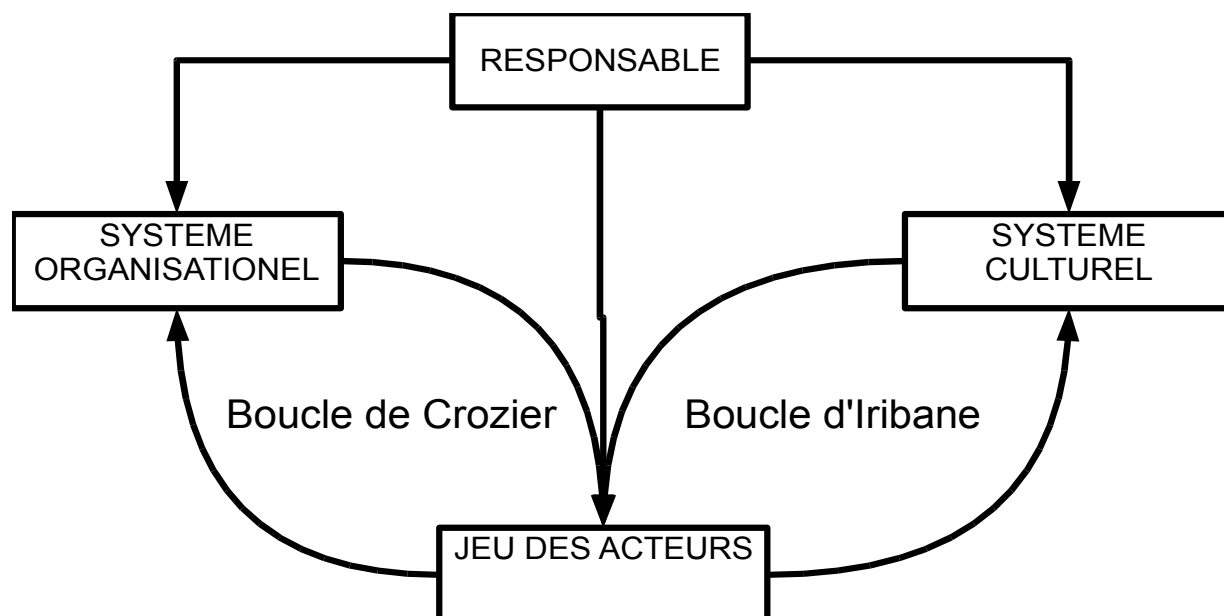 RESPONSABLE
SYSTEME
ORGANISATIONEL
SYSTEME
CULTUREL
Boucle de Crozier
Boucle d'Iribane
JEU DES ACTEURS